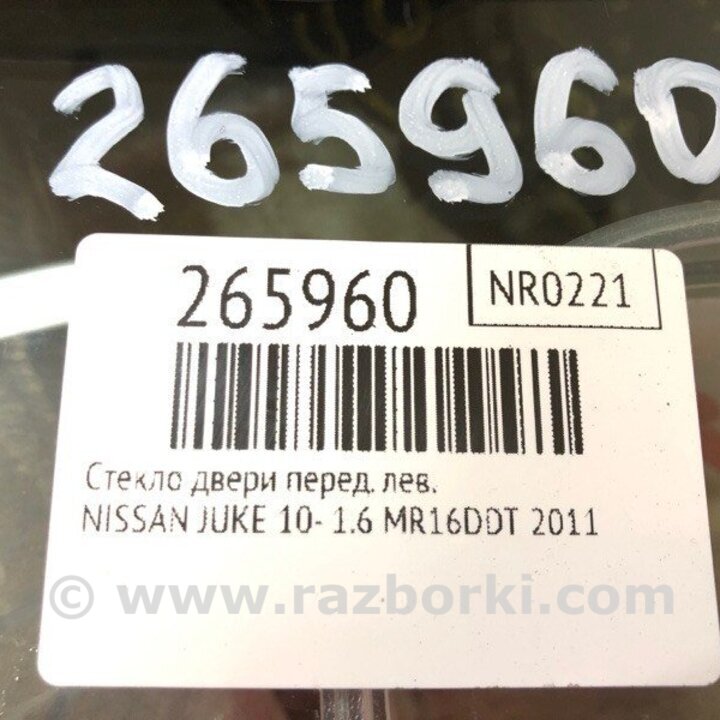 265960
265960
NR0221
Стекло двери перед. лев.
NISSAN JUKE 10- 1.6 MR16DDT 2011
© www.razborki.com